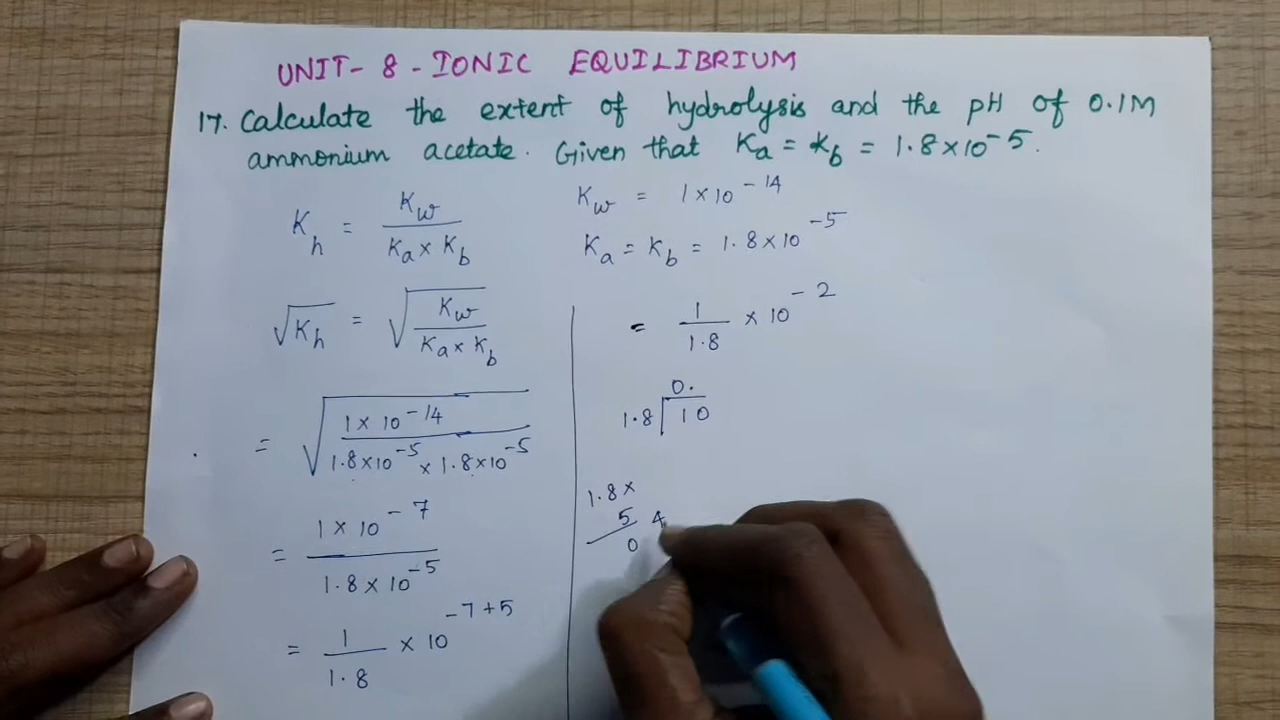 UNIT-8-IONIC EQUILIBRIUM
17. Calculate the extent of hydrolysis and the pH of 0.1M
ammonium acetate. Given that Ka = Kb = 1.8×10⁻⁵.
Kh = Kw / Ka × Kb
√Kh = √(Kw / Ka × Kb)
= √(1×10⁻¹⁴ / 1.8×10⁻⁵ × 1.8×10⁻⁵)
= 1×10⁻⁷ / 1.8×10⁻⁵
= 1 / 1.8 × 10⁻⁷⁺⁵
Kw = 1×10⁻¹⁴
Ka = Kb = 1.8×10⁻⁵
= 1 / 1.8 × 10⁻²
0.
1.8 10
1.8×
5 4
0